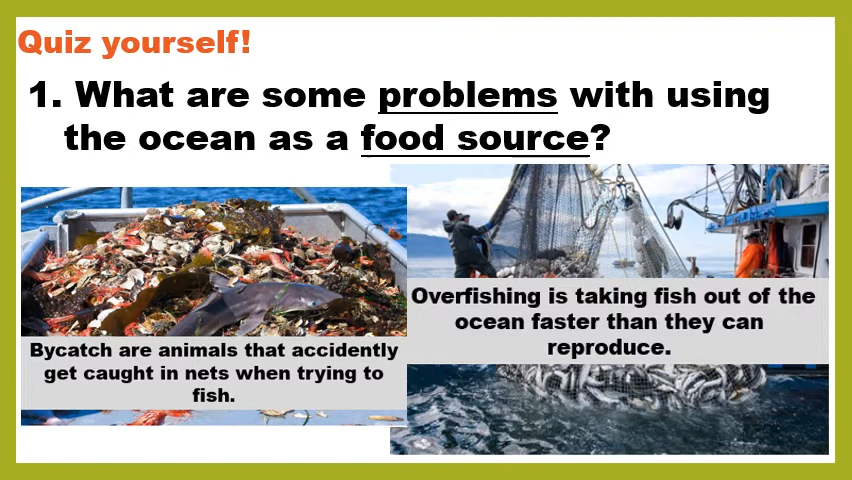 Quiz yourself!
1. What are some problems with using
the ocean as a food source?
Bycatch are animals that accidently
get caught in nets when trying to
fish.
Overfishing is taking fish out of the
ocean faster than they can
reproduce.